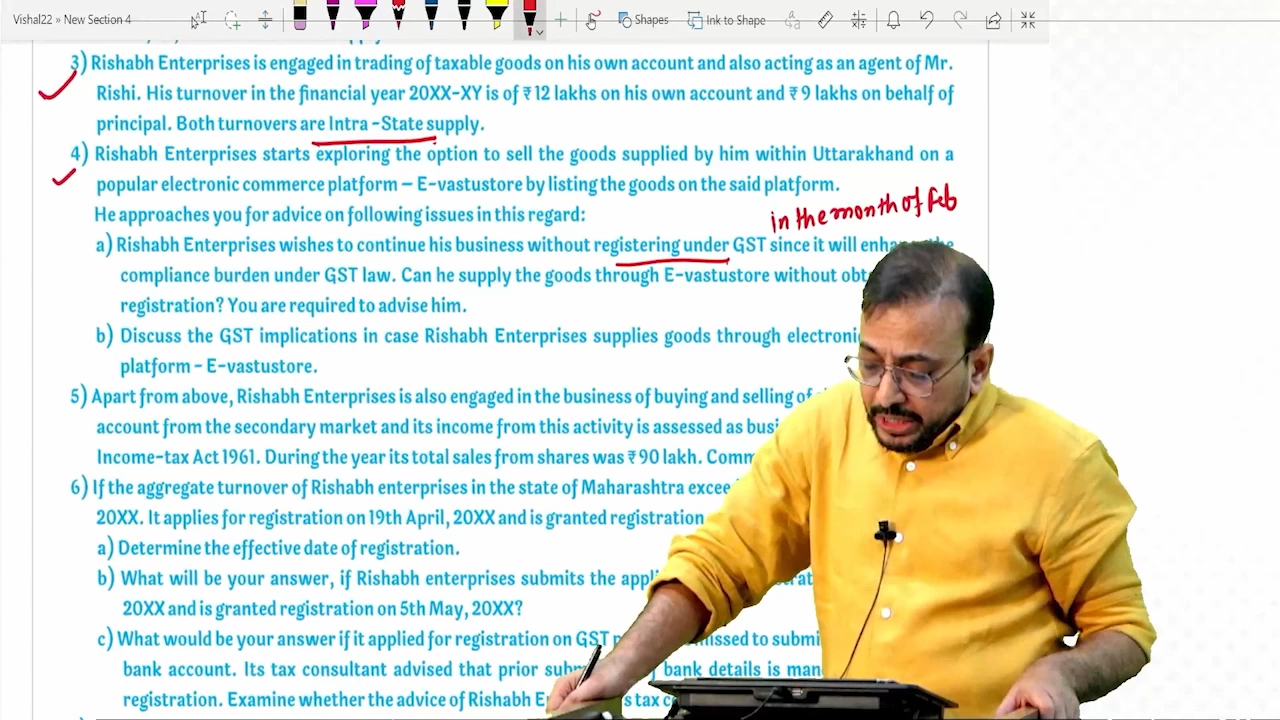 Vishal22 » New Section 4
Shapes
Ink to Shape
3) Rishabh Enterprises is engaged in trading of taxable goods on his own account and also acting as an agent of Mr.
Rishi. His turnover in the financial year 20XX-XY is of ₹ 12 lakhs on his own account and ₹ 9 lakhs on behalf of
principal. Both turnovers are Intra -State supply.
4) Rishabh Enterprises starts exploring the option to sell the goods supplied by him within Uttarakhand on a
popular electronic commerce platform – E-vastustore by listing the goods on the said platform.
He approaches you for advice on following issues in this regard:
in the month of Feb
a) Rishabh Enterprises wishes to continue his business without registering under GST since it will the
compliance burden under GST law. Can he supply the goods through E-vastustore without
registration? You are required to advise him.
b) Discuss the GST implications in case Rishabh Enterprises supplies goods through
platform - E-vastustore.
5) Apart from above, Rishabh Enterprises is also engaged in the business of buying and selling of
account from the secondary market and its income from this activity is assessed as
Income-tax Act 1961. During the year its total sales from shares was ₹ 90 lakh.
6) If the aggregate turnover of Rishabh enterprises in the state of Maharashtra
20XX. It applies for registration on 19th April, 20XX and is granted registration
a) Determine the effective date of registration.
b) What will be your answer, if Rishabh enterprises submits the
20XX and is granted registration on 5th May, 20XX?
c) What would be your answer if it applied for registration on GST
bank account. Its tax consultant advised that prior bank details is
registration. Examine whether the advice of Rishabh tax